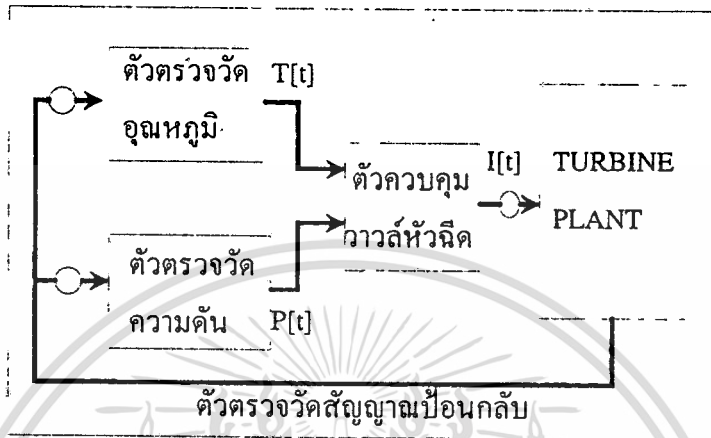 ตัวตรวจวัด T[t]
อุณหภูมิ
ตัวควบคุม I[t] TURBINE
วาวล์หัวฉีด PLANT
ตัวตรวจวัด
ความดัน P[t]
ตัวตรวจวัดสัญญาณป้อนกลับ